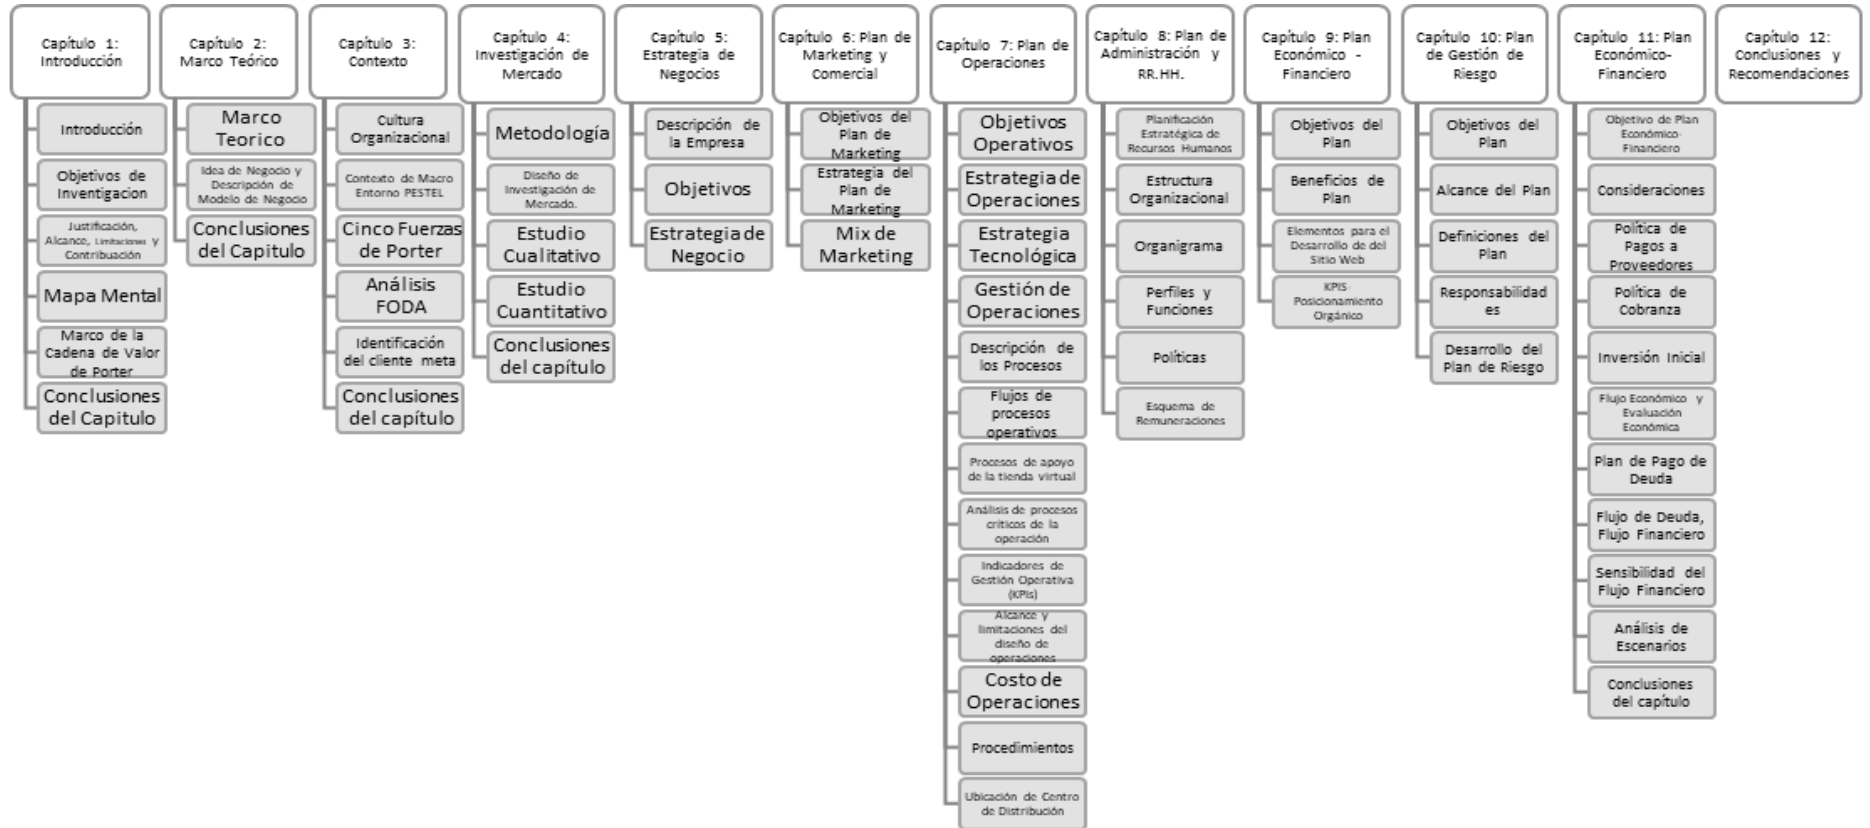 Capítulo 1:
Introducción
Introducción
Objetivos de
Inventigacion
Justificación,
Alcance, Limitaciones y
Contribuación
Mapa Mental
Marco de la
Cadena de Valor
de Porter
Conclusiones
del Capitulo
Capítulo 2:
Marco Teórico
Marco
Teorico
Idea de Negocio y
Descripción de
Modelo de Negocio
Conclusiones
del Capitulo
Capítulo 3:
Contexto
Cultura
Organizacional
Contexto de Macro
Entorno PESTEL
Cinco Fuerzas
de Porter
Análisis
FODA
Identificación
del cliente meta
Conclusiones
del capítulo
Capítulo 4:
Investigación de
Mercado
Metodología
Diseño de
Investigación de
Mercado.
Estudio
Cualitativo
Estudio
Cuantitativo
Conclusiones
del capítulo
Capítulo 5:
Estrategia de
Negocios
Descripción de
la Empresa
Objetivos
Estrategia de
Negocio
Capítulo 6: Plan de
Marketing y
Comercial
Objetivos del
Plan de
Marketing
Estrategia del
Plan de
Marketing
Mix de
Marketing
Capítulo 7: Plan de
Operaciones
Objetivos
Operativos
Estrategia de
Operaciones
Estrategia
Tecnológica
Gestión de
Operaciones
Descripción de
los Procesos
Flujos de
procesos
operativos
Procesos de apoyo
de la tienda virtual
Análisis de procesos
críticos de la
operación
Indicadores de
Gestión Operativa
(KPIs)
Alcance y
limitaciones del
diseño de
operaciones
Costo de
Operaciones
Procedimientos
Ubicación de Centro
de Distribución
Capítulo 8: Plan de
Administración y
RR.HH.
Planificación
Estratégica de
Recursos Humanos
Estructura
Organizacional
Organigrama
Perfiles y
Funciones
Políticas
Esquema de
Remuneraciones
Capítulo 9: Plan
Económico -
Financiero
Objetivos del
Plan
Beneficios de
Plan
Elementos para el
Desarrollo de del
Sitio Web
KPIS-
Posicionamiento
Orgánico
Capítulo 10: Plan
de Gestión de
Riesgo
Objetivos del
Plan
Alcance del Plan
Definiciones del
Plan
Responsabilidad
es
Desarrollo del
Plan de Riesgo
Capítulo 11: Plan
Económico-
Financiero
Objetivo de Plan
Económico-
Financiero
Consideraciones
Política de
Pagos a
Proveedores
Política de
Cobranza
Inversión Inicial
Flujo Económico y
Evaluación
Económica
Plan de Pago de
Deuda
Flujo de Deuda,
Flujo Financiero
Sensibilidad del
Flujo Financiero
Análisis de
Escenarios
Conclusiones
del capítulo
Capítulo 12:
Conclusiones y
Recomendaciones